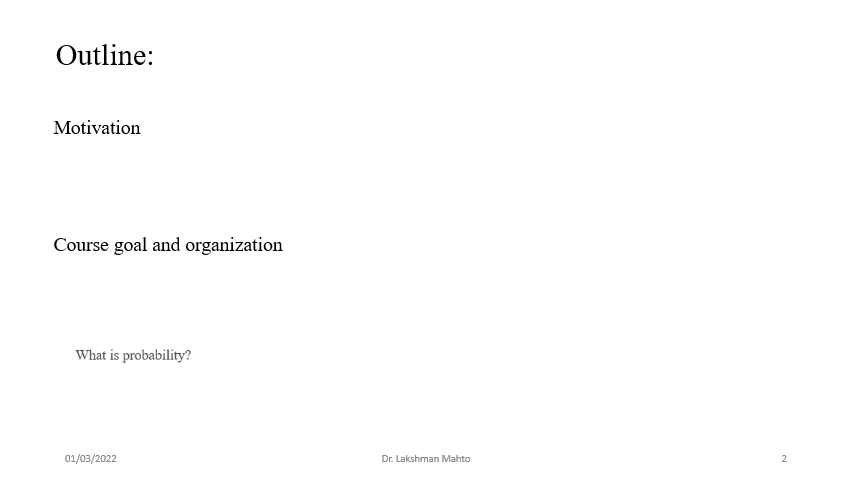 Outline:
Motivation
Course goal and organization
What is probability?
01/03/2022
Dr. Lakshman Mahto
2